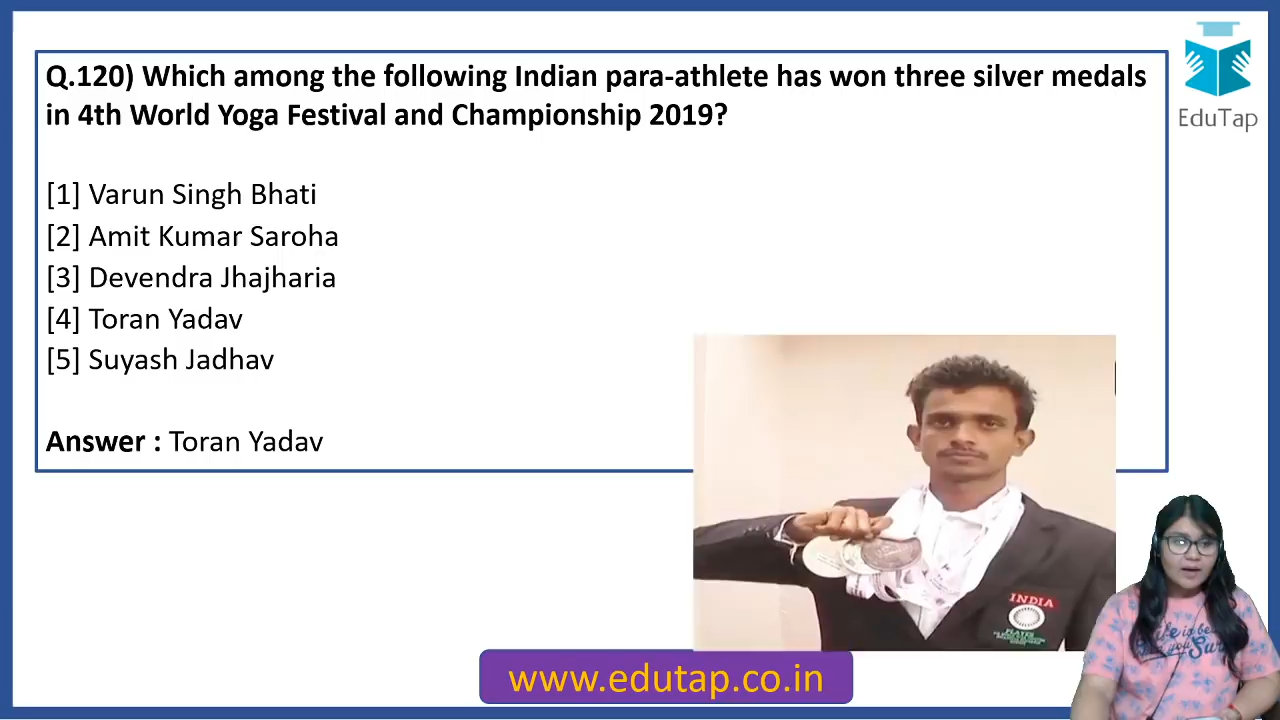 Q.120) Which among the following Indian para-athlete has won three silver medals
in 4th World Yoga Festival and Championship 2019?
[1] Varun Singh Bhati
[2] Amit Kumar Saroha
[3] Devendra Jhajharia
[4] Toran Yadav
[5] Suyash Jadhav
Answer : Toran Yadav
EduTap
INDIA
www.edutap.co.in